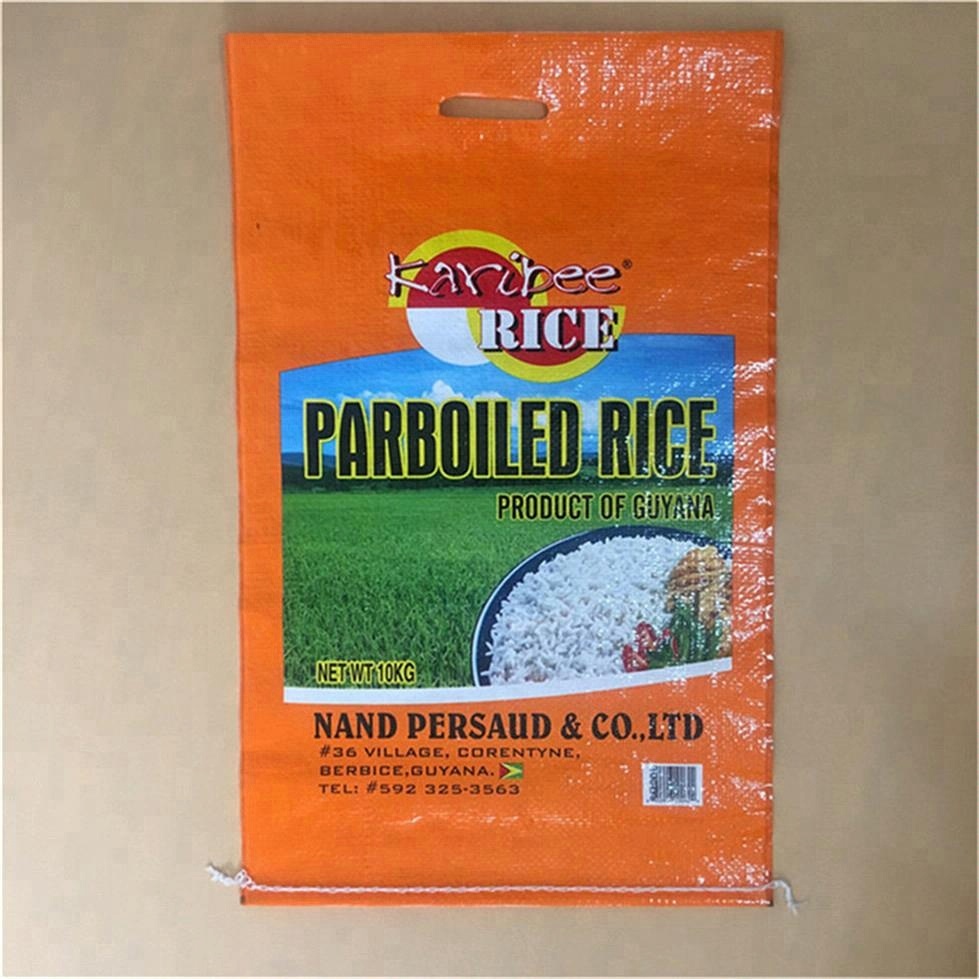 Karibee®
RICE
PARBOILED RICE
PRODUCT OF GUYANA
NET WT 10KG
NAND PERSAUD & CO.,LTD
#36 VILLAGE, CORENTYNE,
BERBICE,GUYANA.
TEL: #592 325-3563